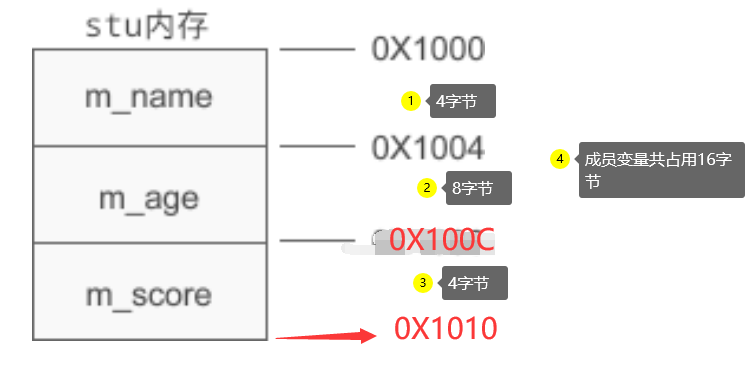 stu内存
0X1000
m_name
1 4字节
0X1004
4 成员变量共占用16字
节
m_age
2 8字节
0X100C
m_score
3 4字节
0X1010